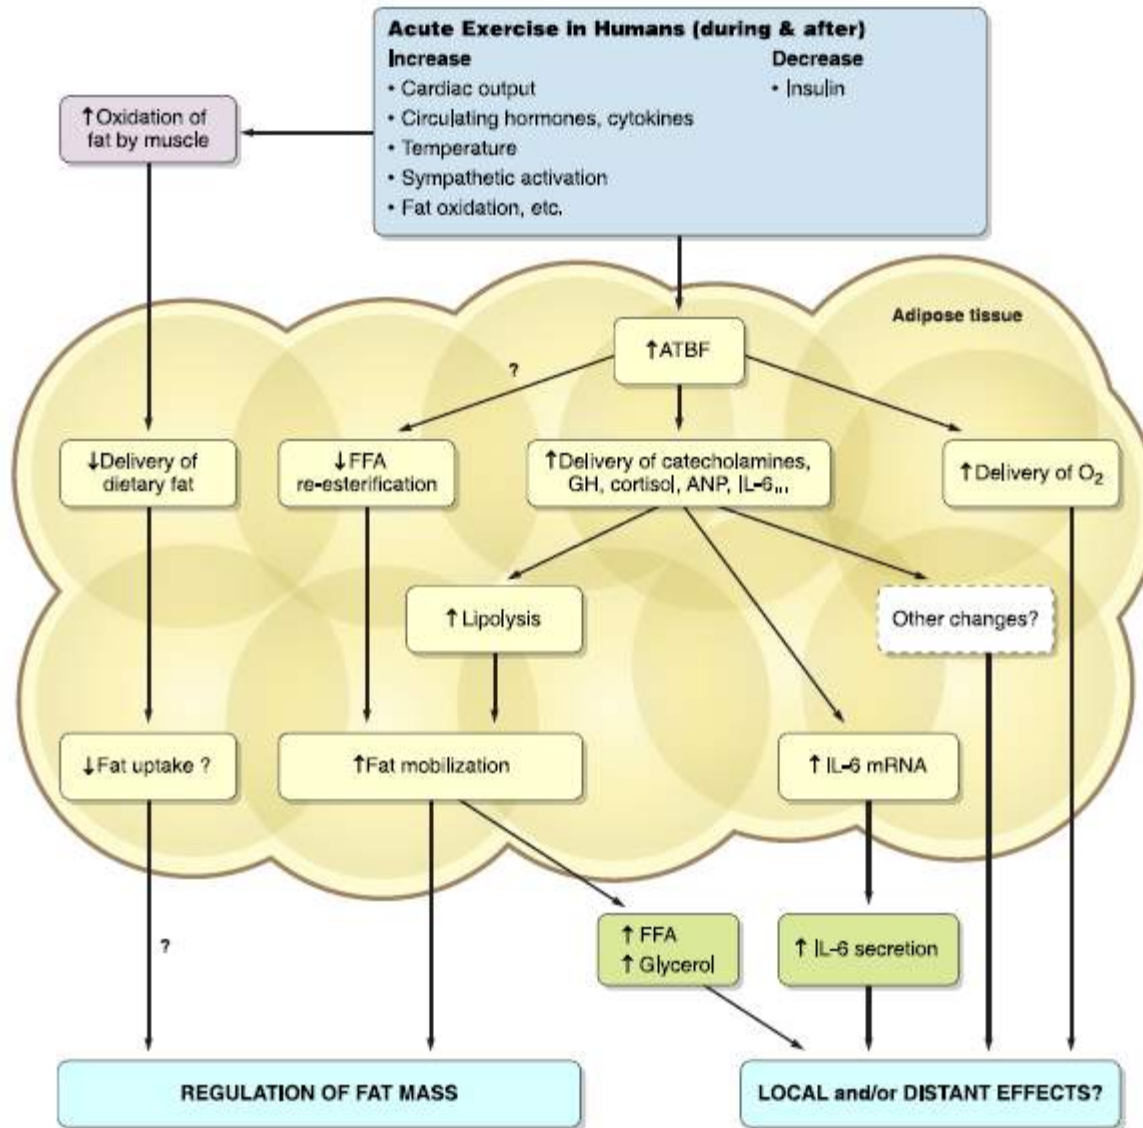 Acute Exercise in Humans (during & after)
Increase
• Cardiac output
• Circulating hormones, cytokines
• Temperature
• Sympathetic activation
• Fat oxidation, etc.
Decrease
• Insulin
↑Oxidation of
fat by muscle
Adipose tissue
↑ATBF
?
↓Delivery of
dietary fat
↓FFA
re-esterification
↑Delivery of catecholamines,
GH, cortisol, ANP, IL-6...
↑Delivery of O₂
↑Lipolysis
Other changes?
↓Fat uptake ?
↑Fat mobilization
↑IL-6 mRNA
?
↑ FFA
↑ Glycerol
↑ IL-6 secretion
REGULATION OF FAT MASS
LOCAL and/or DISTANT EFFECTS?